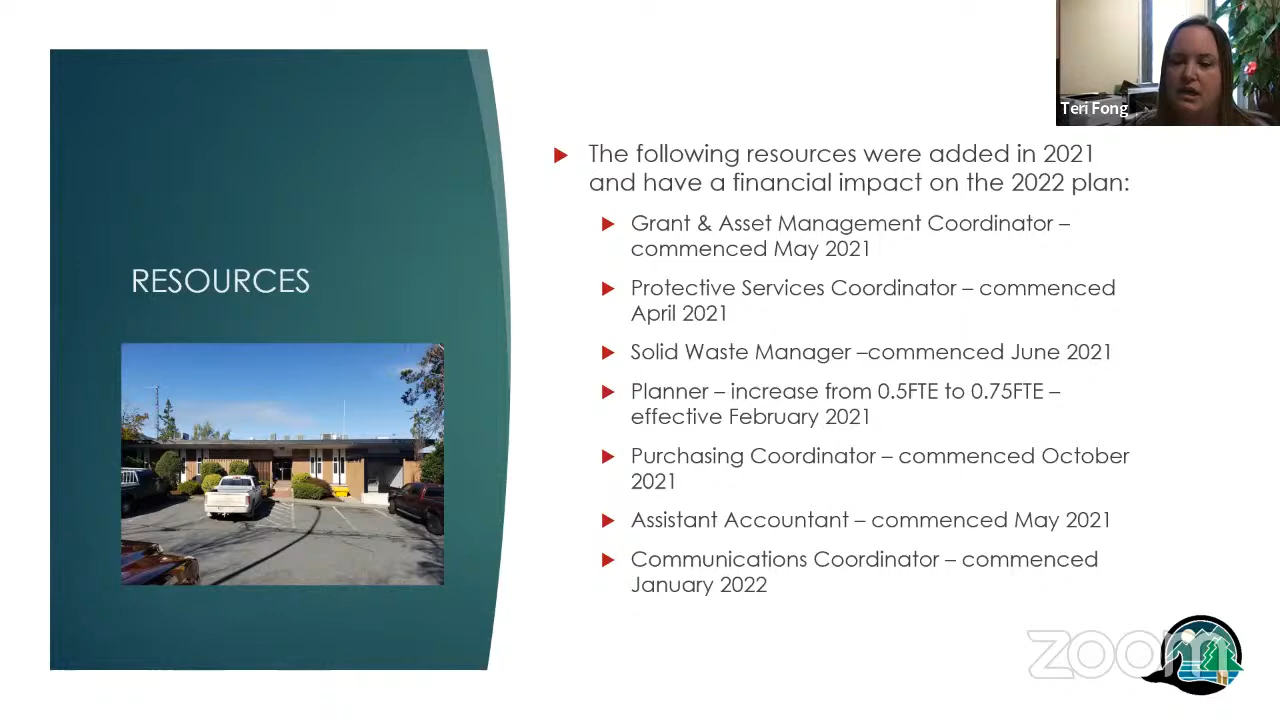 Teri Fong
The following resources were added in 2021
and have a financial impact on the 2022 plan:
Grant & Asset Management Coordinator –
commenced May 2021
RESOURCES
Protective Services Coordinator – commenced
April 2021
Solid Waste Manager –commenced June 2021
Planner – increase from 0.5FTE to 0.75FTE –
effective February 2021
Purchasing Coordinator – commenced October
2021
Assistant Accountant – commenced May 2021
Communications Coordinator – commenced
January 2022
zoom